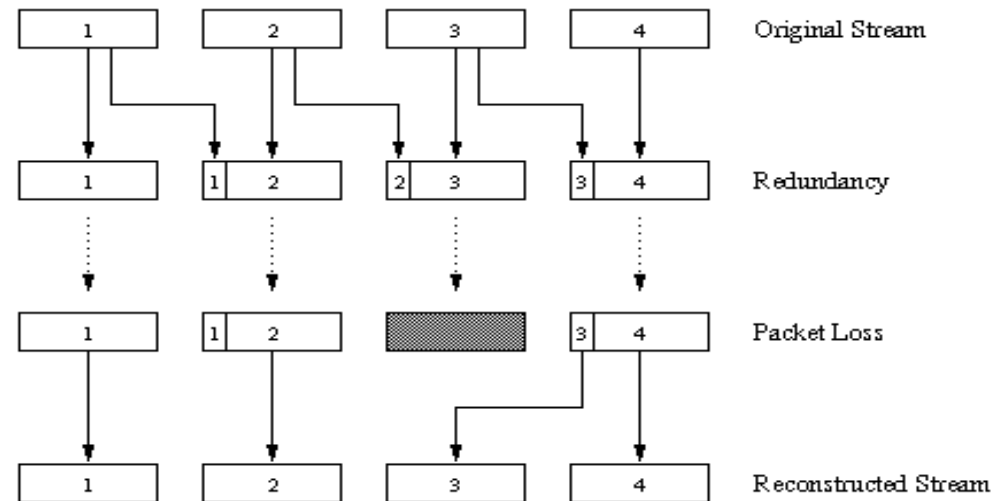 1 2 3 4 Original Stream
1 1 2 2 3 3 4 Redundancy
1 1 2 3 4 Packet Loss
1 2 3 4 Reconstructed Stream